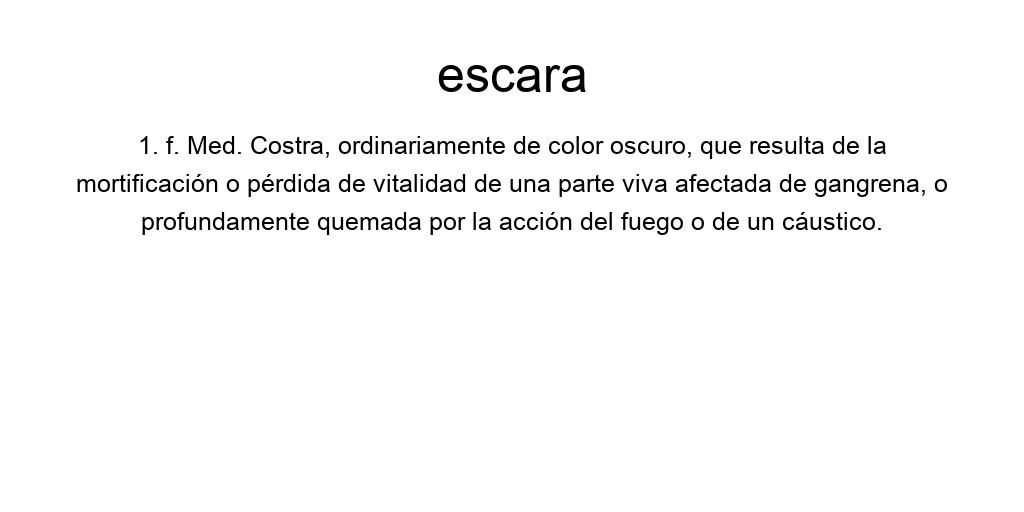 escara
1. f. Med. Costra, ordinariamente de color oscuro, que resulta de la
mortificación o pérdida de vitalidad de una parte viva afectada de gangrena, o
profundamente quemada por la acción del fuego o de un cáustico.